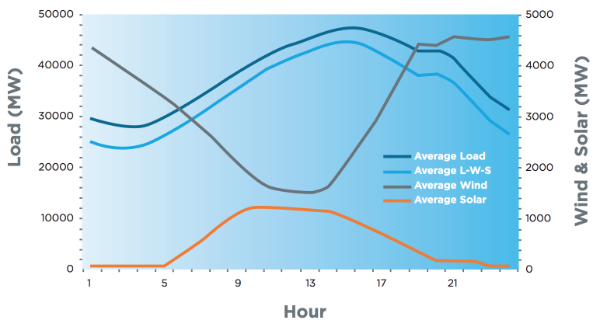 50000
40000
30000
20000
10000
0
Load (MW)
5000
4000
3000
2000
1000
0
Wind & Solar (MW)
Average Load
Average L-W-S
Average Wind
Average Solar
1 5 9 13 17 21
Hour